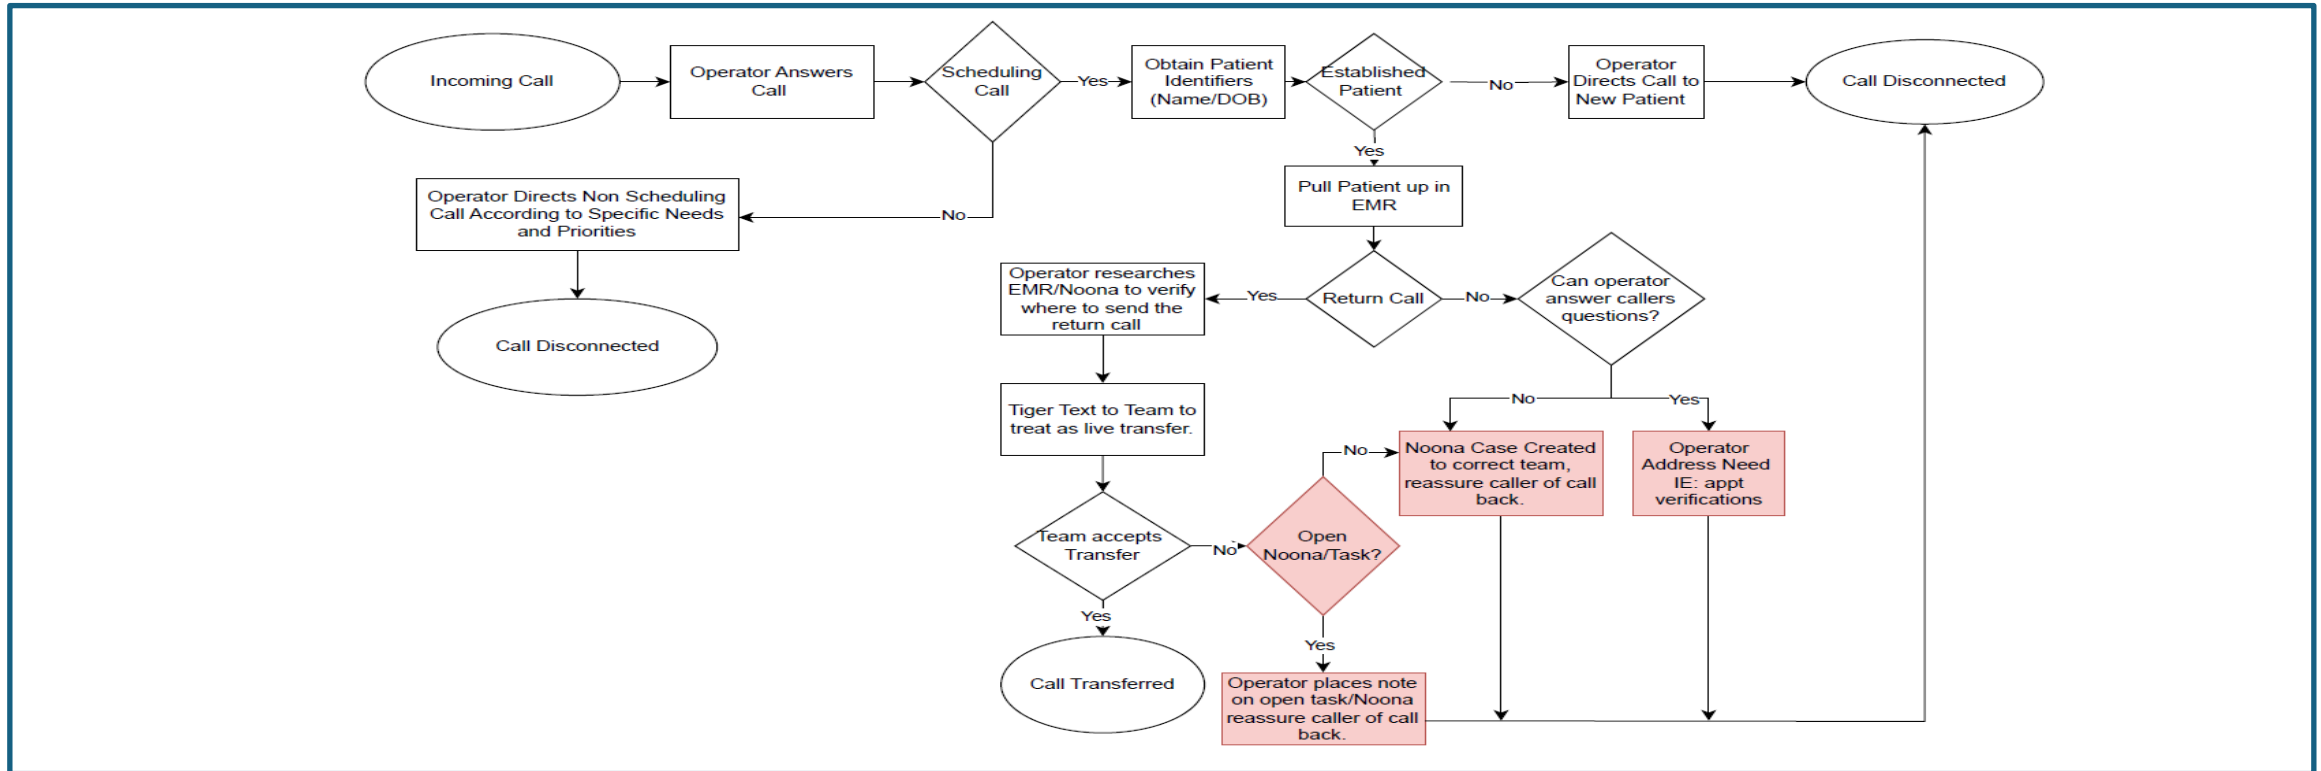 Incoming Call
Operator Answers
Call
Scheduling
Call
Yes
Obtain Patient
Identifiers
(Name/DOB)
Established
Patient
No
Operator
Directs Call to
New Patient
Call Disconnected
Yes
Pull Patient up in
EMR
Operator Directs Non Scheduling
Call According to Specific Needs
and Priorities
No
Call Disconnected
Operator researches
EMR/Noona to verify
where to send the
return call
Yes
Return Call
No
Can operator
answer callers
questions?
Tiger Text to Team to
treat as live transfer.
No
Yes
No
Noona Case Created
to correct team,
reassure caller of call
back.
Operator
Address Need
IE: appt
verifications
Team accepts
Transfer
No
Open
Noona/Task?
Yes
Yes
Call Transferred
Operator places note
on open task/Noona
reassure caller of call
back.